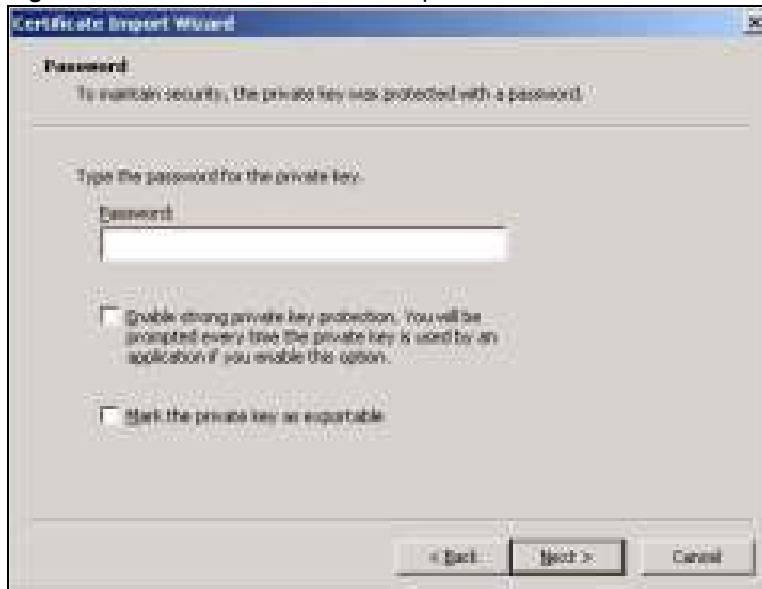 Certificate Import Wizard
Password
To maintain security, the private key was protected with a password.
Type the password for the private key.
Password:
Enable strong private key protection. You will be
prompted every time the private key is used by an
application if you enable this option.
Mark the private key as exportable
< Back
Next >
Cancel